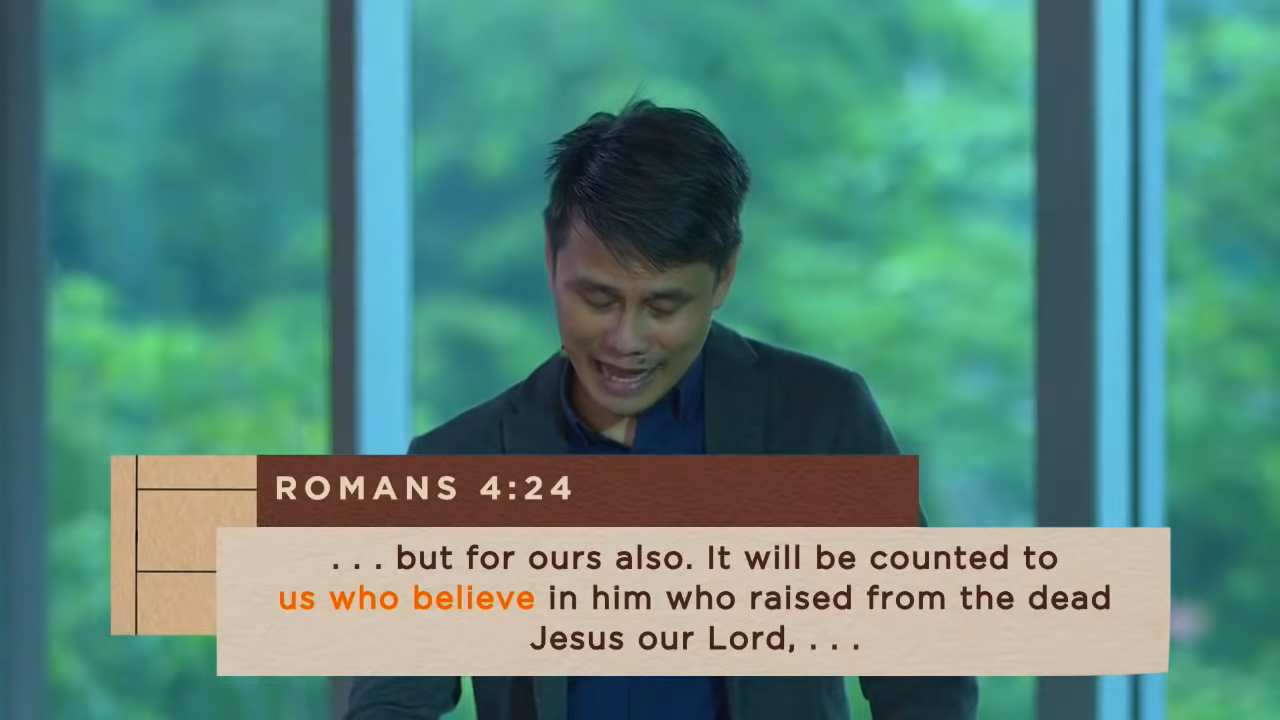 ROMANS 4:24
. . . but for ours also. It will be counted to
us who believe in him who raised from the dead
Jesus our Lord, . . .